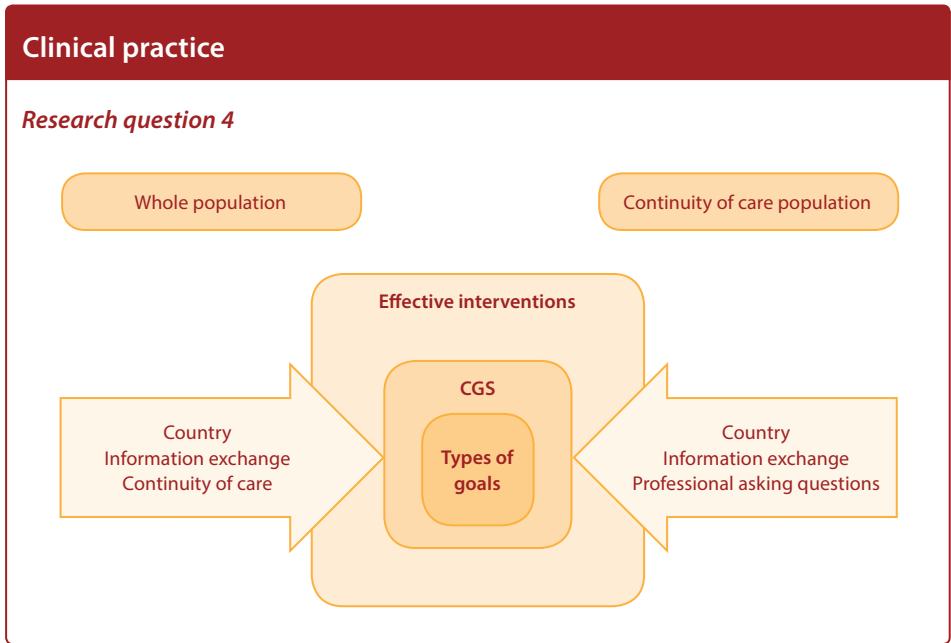 Clinical practice
Research question 4
Whole population
Continuity of care population
Effective interventions
CGS
Types of
goals
Country
Information exchange
Continuity of care
Country
Information exchange
Professional asking questions